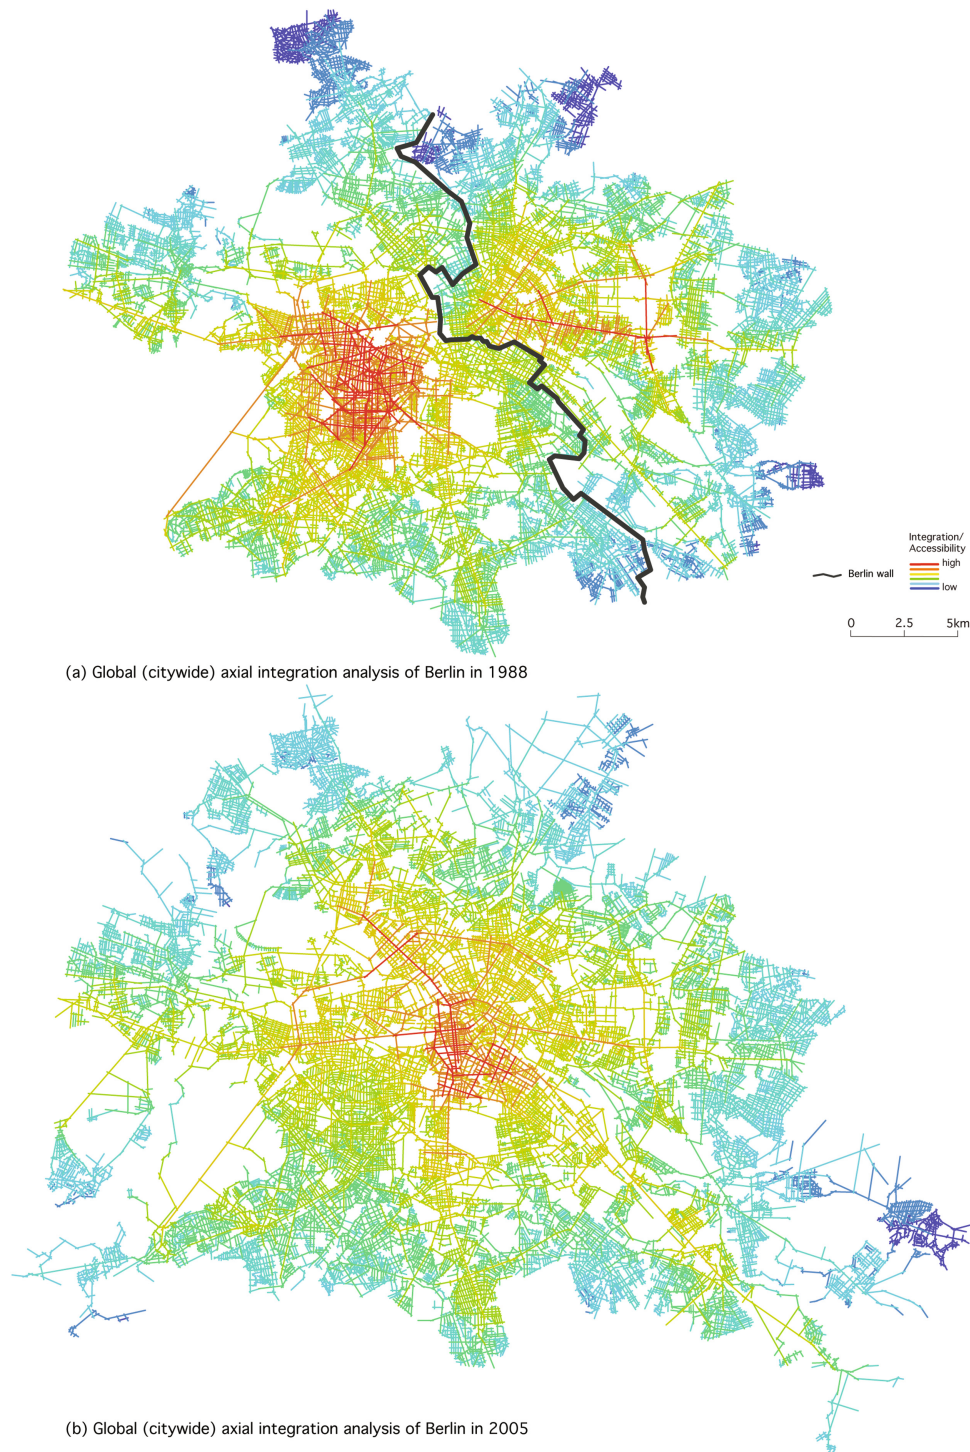 Integration/
Accessibility
high
Berlin wall
low
0 2.5 5km
(a) Global (citywide) axial integration analysis of Berlin in 1988
(b) Global (citywide) axial integration analysis of Berlin in 2005